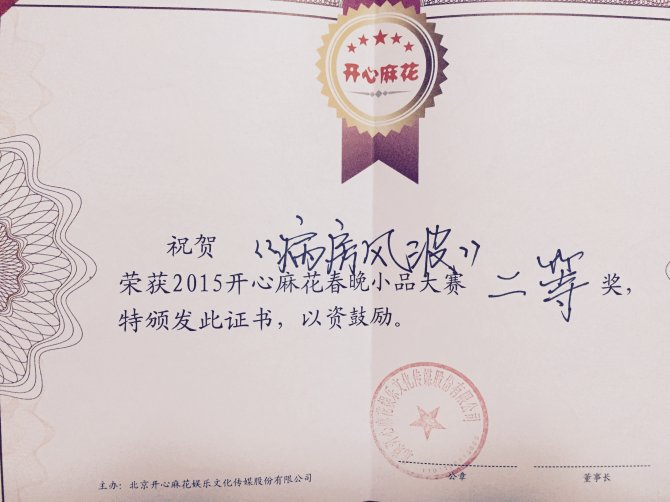 开心麻花
祝贺 《病房风波》
荣获2015开心麻花春晚小品大赛 二等 奖，
特颁发此证书，以资鼓励。
北京开心麻花娱乐文化传媒股份有限公司
公章 董事长
主办：北京开心麻花娱乐文化传媒股份有限公司